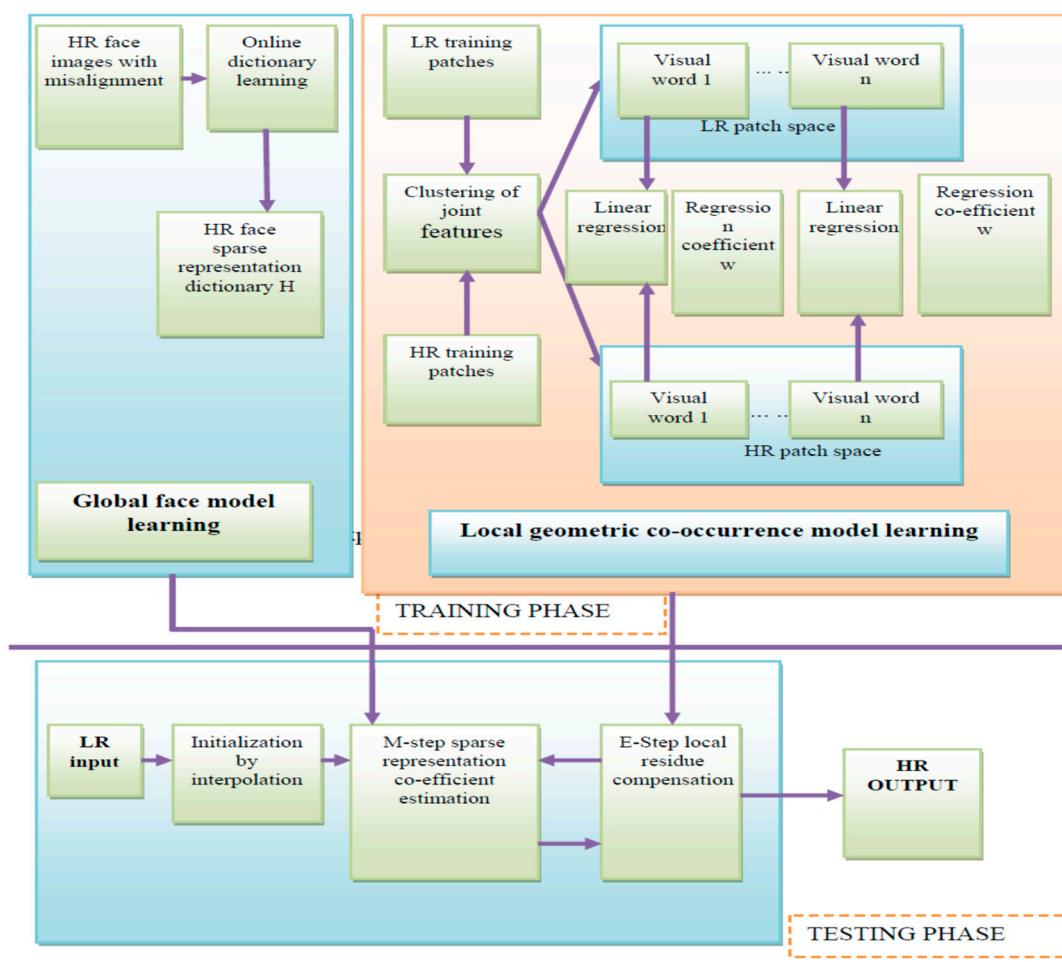 HR face
images with
misalignment
Online
dictionary
learning
HR face
sparse
representation
dictionary H
Global face model
learning
LR training
patches
Clustering of
joint
features
HR training
patches
Visual
word 1
... ..
Visual word
n
LR patch space
Linear
regression
Regressio
n
coefficient
w
Linear
regression
Regression
co-efficient
w
Visual
word 1
... ..
Visual word
n
HR patch space
Local geometric co-occurrence model learning
TRAINING PHASE
LR
input
Initialization
by
interpolation
M-step sparse
representation
co-efficient
estimation
E-Step local
residue
compensation
HR
OUTPUT
TESTING PHASE